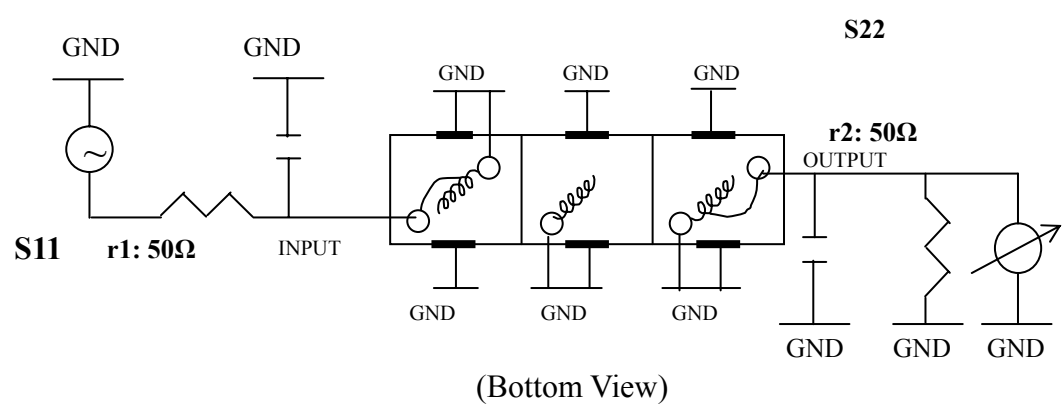 S22
GND
GND
GND
GND
GND
r2: 50Ω
OUTPUT
S11
r1: 50Ω
INPUT
GND
GND
GND
GND
GND
GND
(Bottom View)